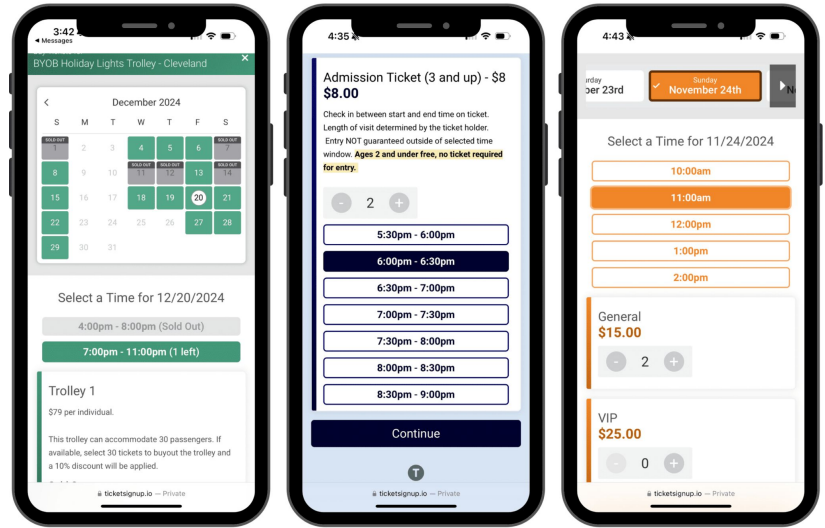 3:42
Messages
BYOB Holiday Lights Trolley - Cleveland
×
December 2024
S M T W T F S
SOLD OUT SOLD OUT
1 2 3 4 5 6 7
SOLD OUT SOLD OUT SOLD OUT
8 9 10 11 12 13 14
15 16 17 18 19 20 21
22 23 24 25 26 27 28
29 30 31
Select a Time for 12/20/2024
4:00pm - 8:00pm (Sold Out)
7:00pm - 11:00pm (1 left)
Trolley 1
$79 per individual.
This trolley can accommodate 30 passengers. If
available, select 30 tickets to buyout the trolley and
a 10% discount will be applied.
ticketsignup.io — Private
4:35
Admission Ticket (3 and up) - $8
$8.00
Check in between start and end time on ticket.
Length of visit determined by the ticket holder.
Entry NOT guaranteed outside of selected time
window. Ages 2 and under free, no ticket required
for entry.
- 2 +
5:30pm - 6:00pm
6:00pm - 6:30pm
6:30pm - 7:00pm
7:00pm - 7:30pm
7:30pm - 8:00pm
8:00pm - 8:30pm
8:30pm - 9:00pm
Continue
T
ticketsignup.io — Private
4:43
urday
ber 23rd
Sunday
November 24th
N
Select a Time for 11/24/2024
10:00am
11:00am
12:00pm
1:00pm
2:00pm
General
$15.00
- 2 +
VIP
$25.00
- 0 +
ticketsignup.io — Private